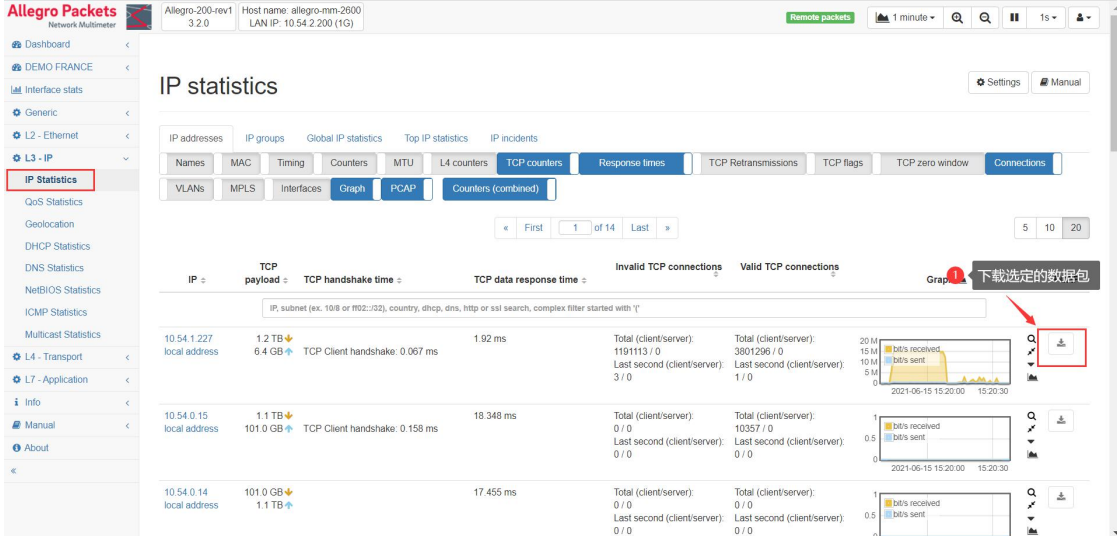 Allegro Packets
Network Multimeter
Allegro-200-rev1
3.2.0
Host name: allegro-mm-2600
LAN IP: 10.54.2.200 (1G)
Remote packets
1 minute
1s
Dashboard
DEMO FRANCE
Interface stats
Generic
L2 - Ethernet
L3 - IP
IP Statistics
QoS Statistics
Geolocation
DHCP Statistics
DNS Statistics
NetBIOS Statistics
ICMP Statistics
Multicast Statistics
L4 - Transport
L7 - Application
Info
Manual
About
«
IP statistics
Settings
Manual
IP addresses IP groups Global IP statistics Top IP statistics IP incidents
Names MAC Timing Counters MTU L4 counters TCP counters Response times TCP Retransmissions TCP flags TCP zero window Connections
VLANs MPLS Interfaces Graph PCAP Counters (combined)
« First 1 of 14 Last »
5 10 20
IP TCP payload TCP handshake time TCP data response time Invalid TCP connections Valid TCP connections
1 下载选定的数据包
IP, subnet (ex. 10/8 or ff02::/32), country, dhcp, dns, http or ssl search, complex filter started with '('
10.54.1.227
local address
1.2 TB
6.4 GB
TCP Client handshake: 0.067 ms
1.92 ms
Total (client/server):
1191113 / 0
Last second (client/server):
3 / 0
Total (client/server):
3801296 / 0
Last second (client/server):
1 / 0
20 M
15 M
10 M
5 M
0
bit/s received
bit/s sent
2021-06-15 15:20:00 15:20:30
10.54.0.15
local address
1.1 TB
101.0 GB
TCP Client handshake: 0.158 ms
18.348 ms
Total (client/server):
0 / 0
Last second (client/server):
0 / 0
Total (client/server):
10357 / 0
Last second (client/server):
0 / 0
1
0.5
0
bit/s received
bit/s sent
2021-06-15 15:20:00 15:20:30
10.54.0.14
local address
101.0 GB
1.1 TB
17.455 ms
Total (client/server):
0 / 0
Last second (client/server):
0 / 0
Total (client/server):
0 / 0
Last second (client/server):
0 / 0
1
0.5
bit/s received
bit/s sent